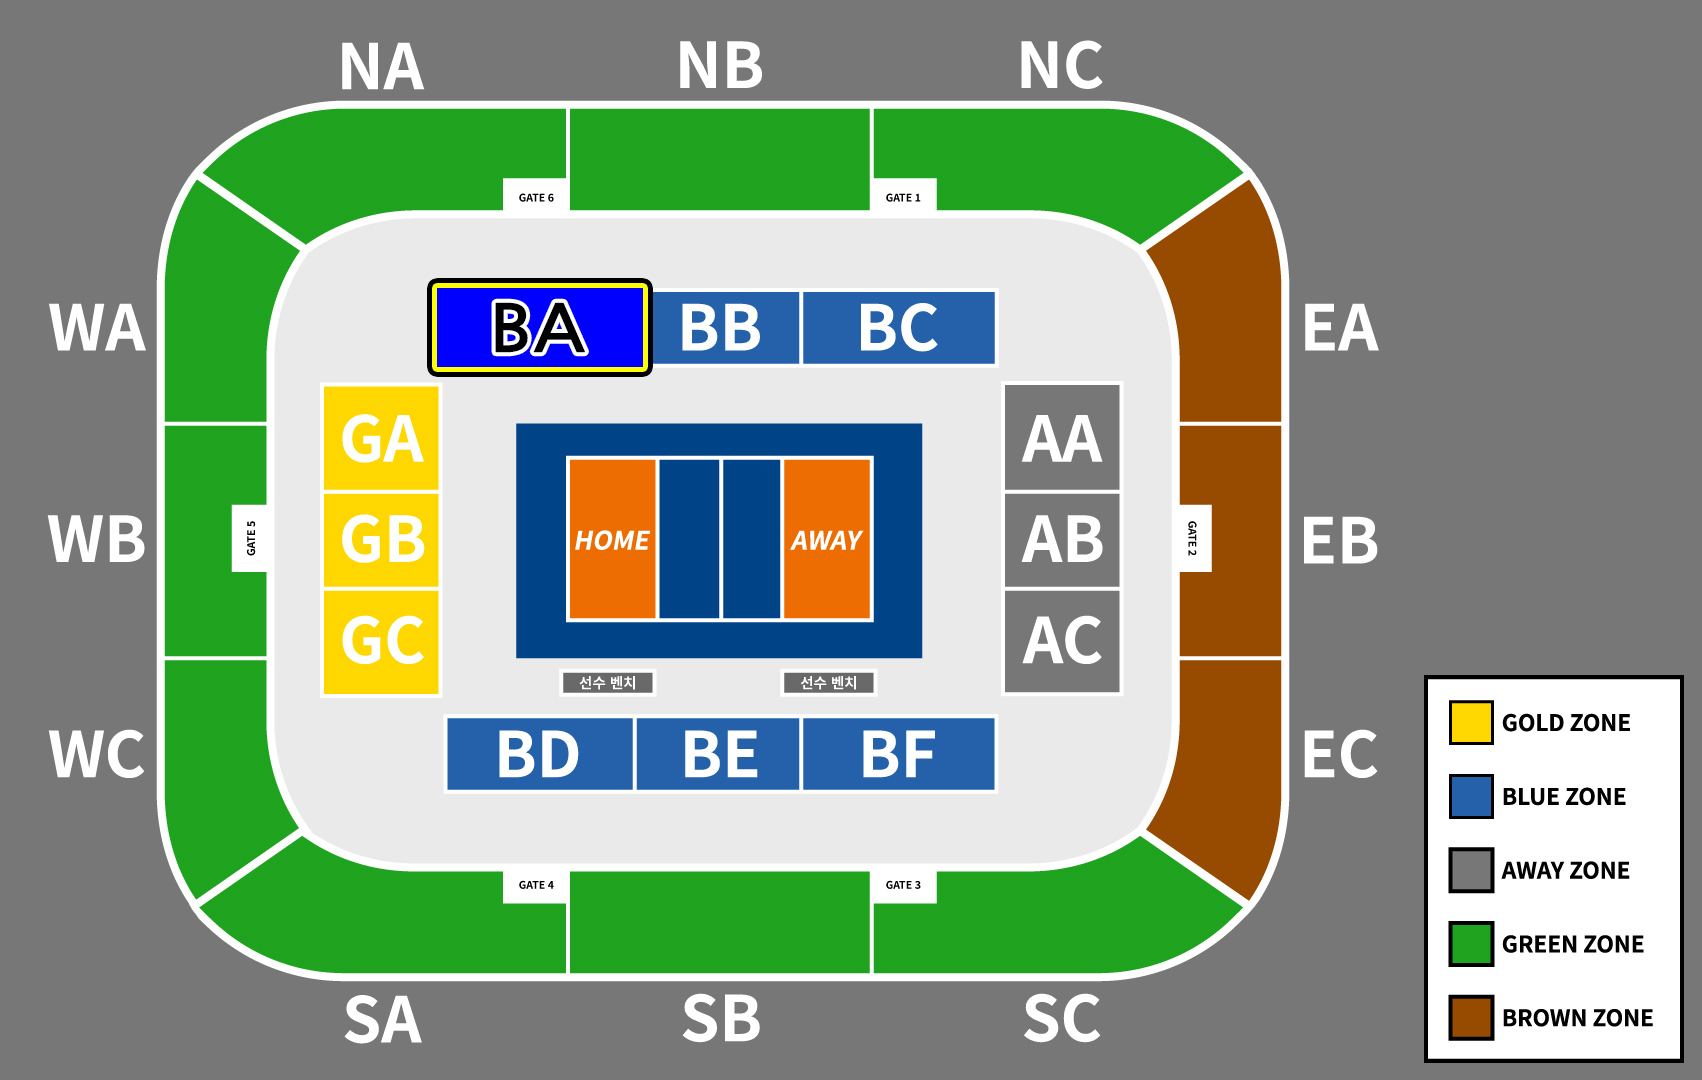 NA NB NC
GATE 6 GATE 1
WA BA BB BC EA
GA AA
WB GATE 5 GB HOME AWAY AB GATE 2 EB
GC AC
선수 벤치 선수 벤치
WC BD BE BF EC
GATE 4 GATE 3
SA SB SC
GOLD ZONE
BLUE ZONE
AWAY ZONE
GREEN ZONE
BROWN ZONE